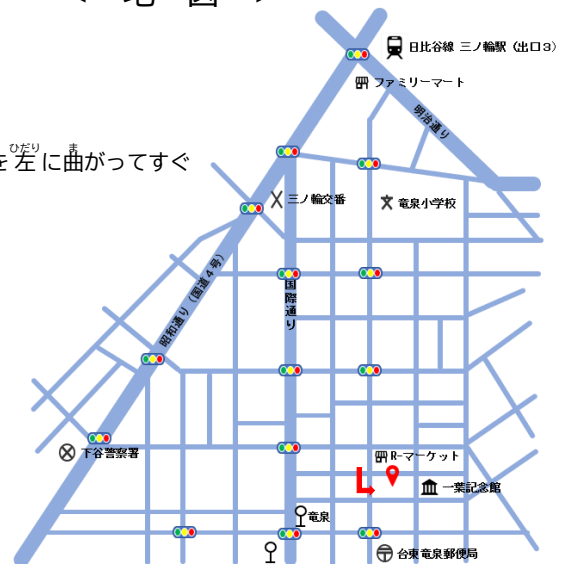 日比谷線 三ノ輪駅（出口３）
ファミリーマート
明治通り
を左に曲がってすぐ
ひだり
ま
三ノ輪交番
竜泉小学校
昭和通り（国道４号）
国際通り
下谷警察署
R-マーケット
一葉記念館
竜泉
台東竜泉郵便局